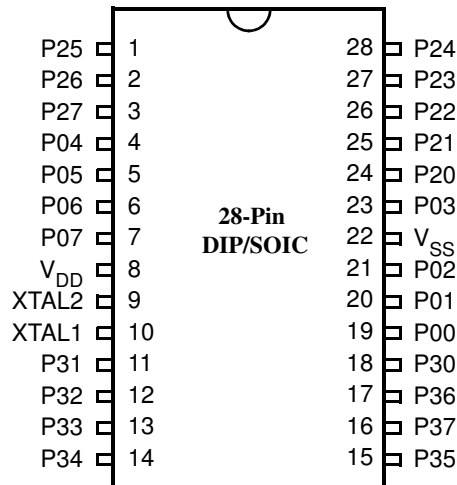 P25 1 28 P24
P26 2 27 P23
P27 3 26 P22
P04 4 25 P21
P05 5 24 P20
P06 6 23 P03
28-Pin
DIP/SOIC
P07 7 22 VSS
VDD 8 21 P02
XTAL2 9 20 P01
XTAL1 10 19 P00
P31 11 18 P30
P32 12 17 P36
P33 13 16 P37
P34 14 15 P35